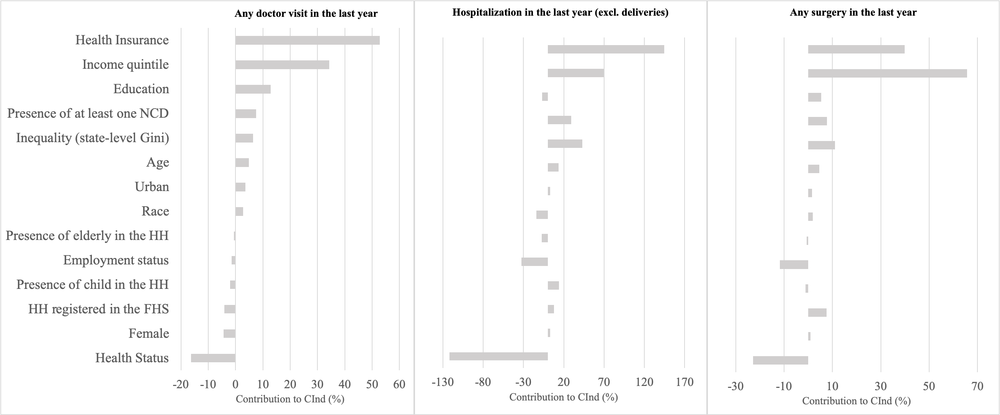 Any doctor visit in the last year
Health Insurance
Income quintile
Education
Presence of at least one NCD
Inequality (state-level Gini)
Age
Urban
Race
Presence of elderly in the HH
Employment status
Presence of child in the HH
HH registered in the FHS
Female
Health Status
-20 -10 0 10 20 30 40 50 60
Contribution to CInd (%)
Hospitalization in the last year (excl. deliveries)
-130 -80 -30 20 70 120 170
Contribution to CInd (%)
Any surgery in the last year
-30 -10 10 30 50 70
Contribution to CInd (%)